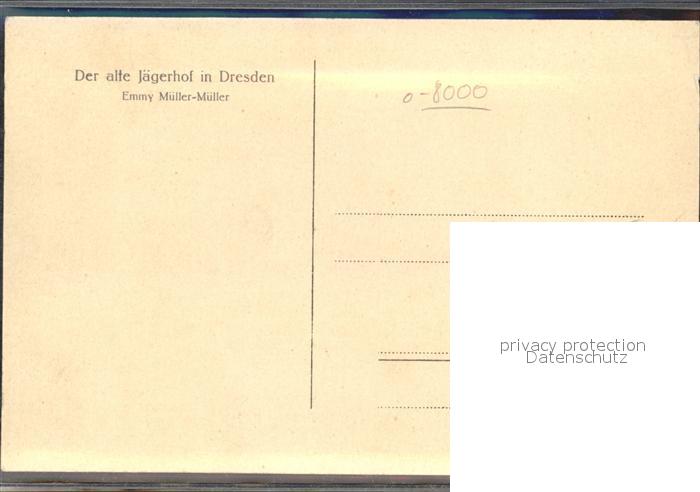 Der alte Jägerhof in Dresden
Emmy Müller-Müller
o-8000
privacy protection
Datenschutz